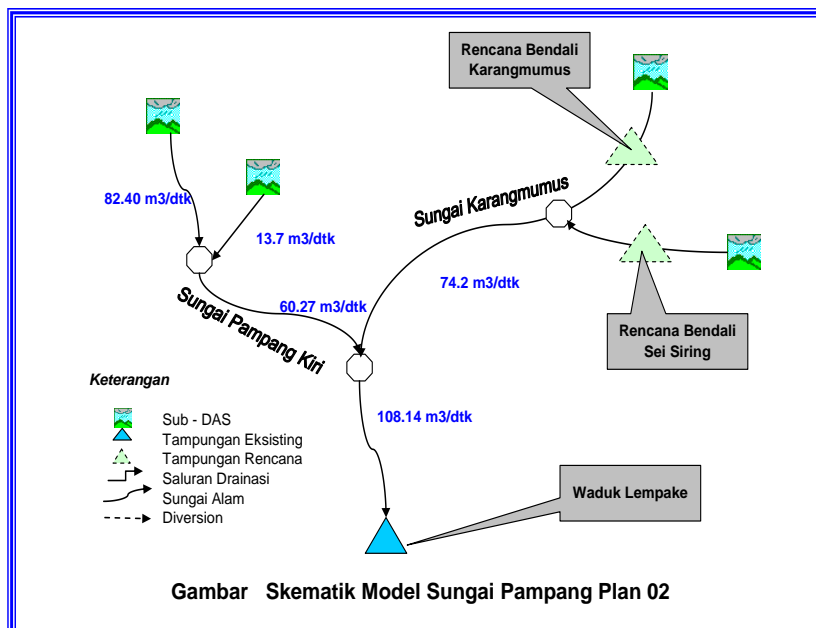 Rencana Bendali
Karangmumus
82.40 m3/dtk
13.7 m3/dtk
Sungai Karangmumus
60.27 m3/dtk
74.2 m3/dtk
Sungai Pampang Kiri
Rencana Bendali
Sei Siring
108.14 m3/dtk
Keterangan
Sub - DAS
Tampungan Eksisting
Tampungan Rencana
Saluran Drainasi
Sungai Alam
Diversion
Waduk Lempake
Gambar Skematik Model Sungai Pampang Plan 02